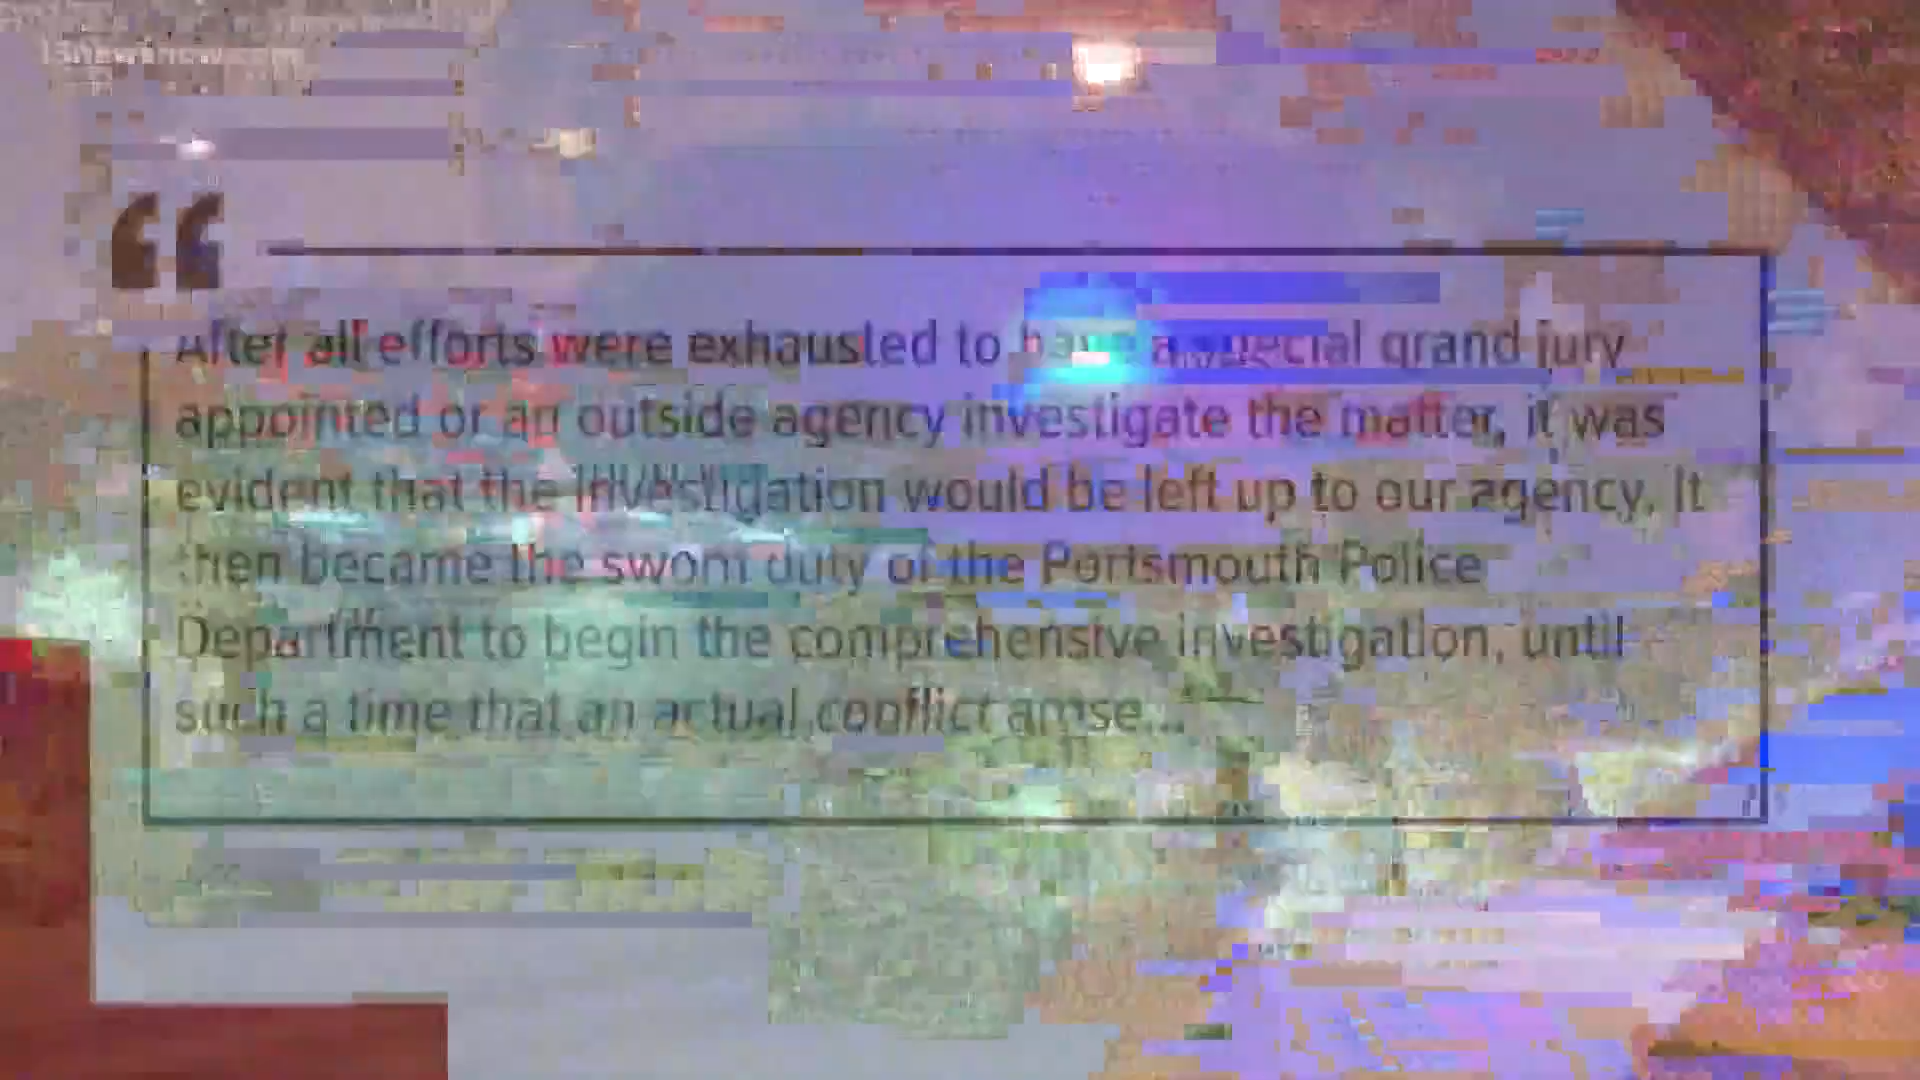 13newsnow.com
After all efforts were exhausted to have a special grand jury
appointed or an outside agency investigate the matter, it was
evident that the investigation would be left up to our agency. It
then became the sworn duty of the Portsmouth Police
Department to begin the comprehensive investigation, until
such a time that an actual conflict arose...